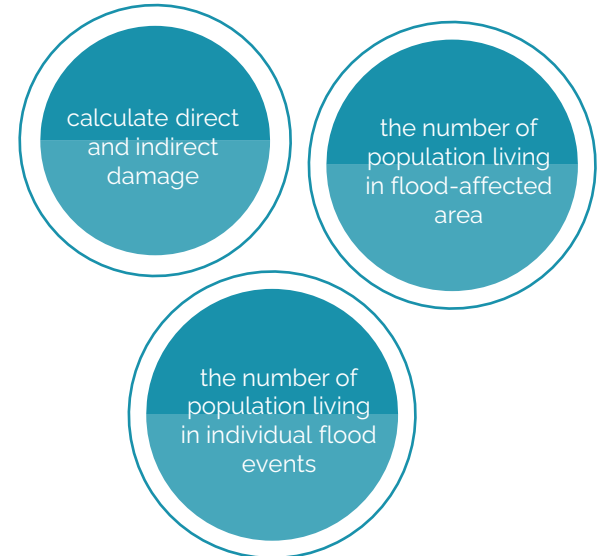 calculate direct
and indirect
damage
the number of
population living
in flood-affected
area
the number of
population living
in individual flood
events